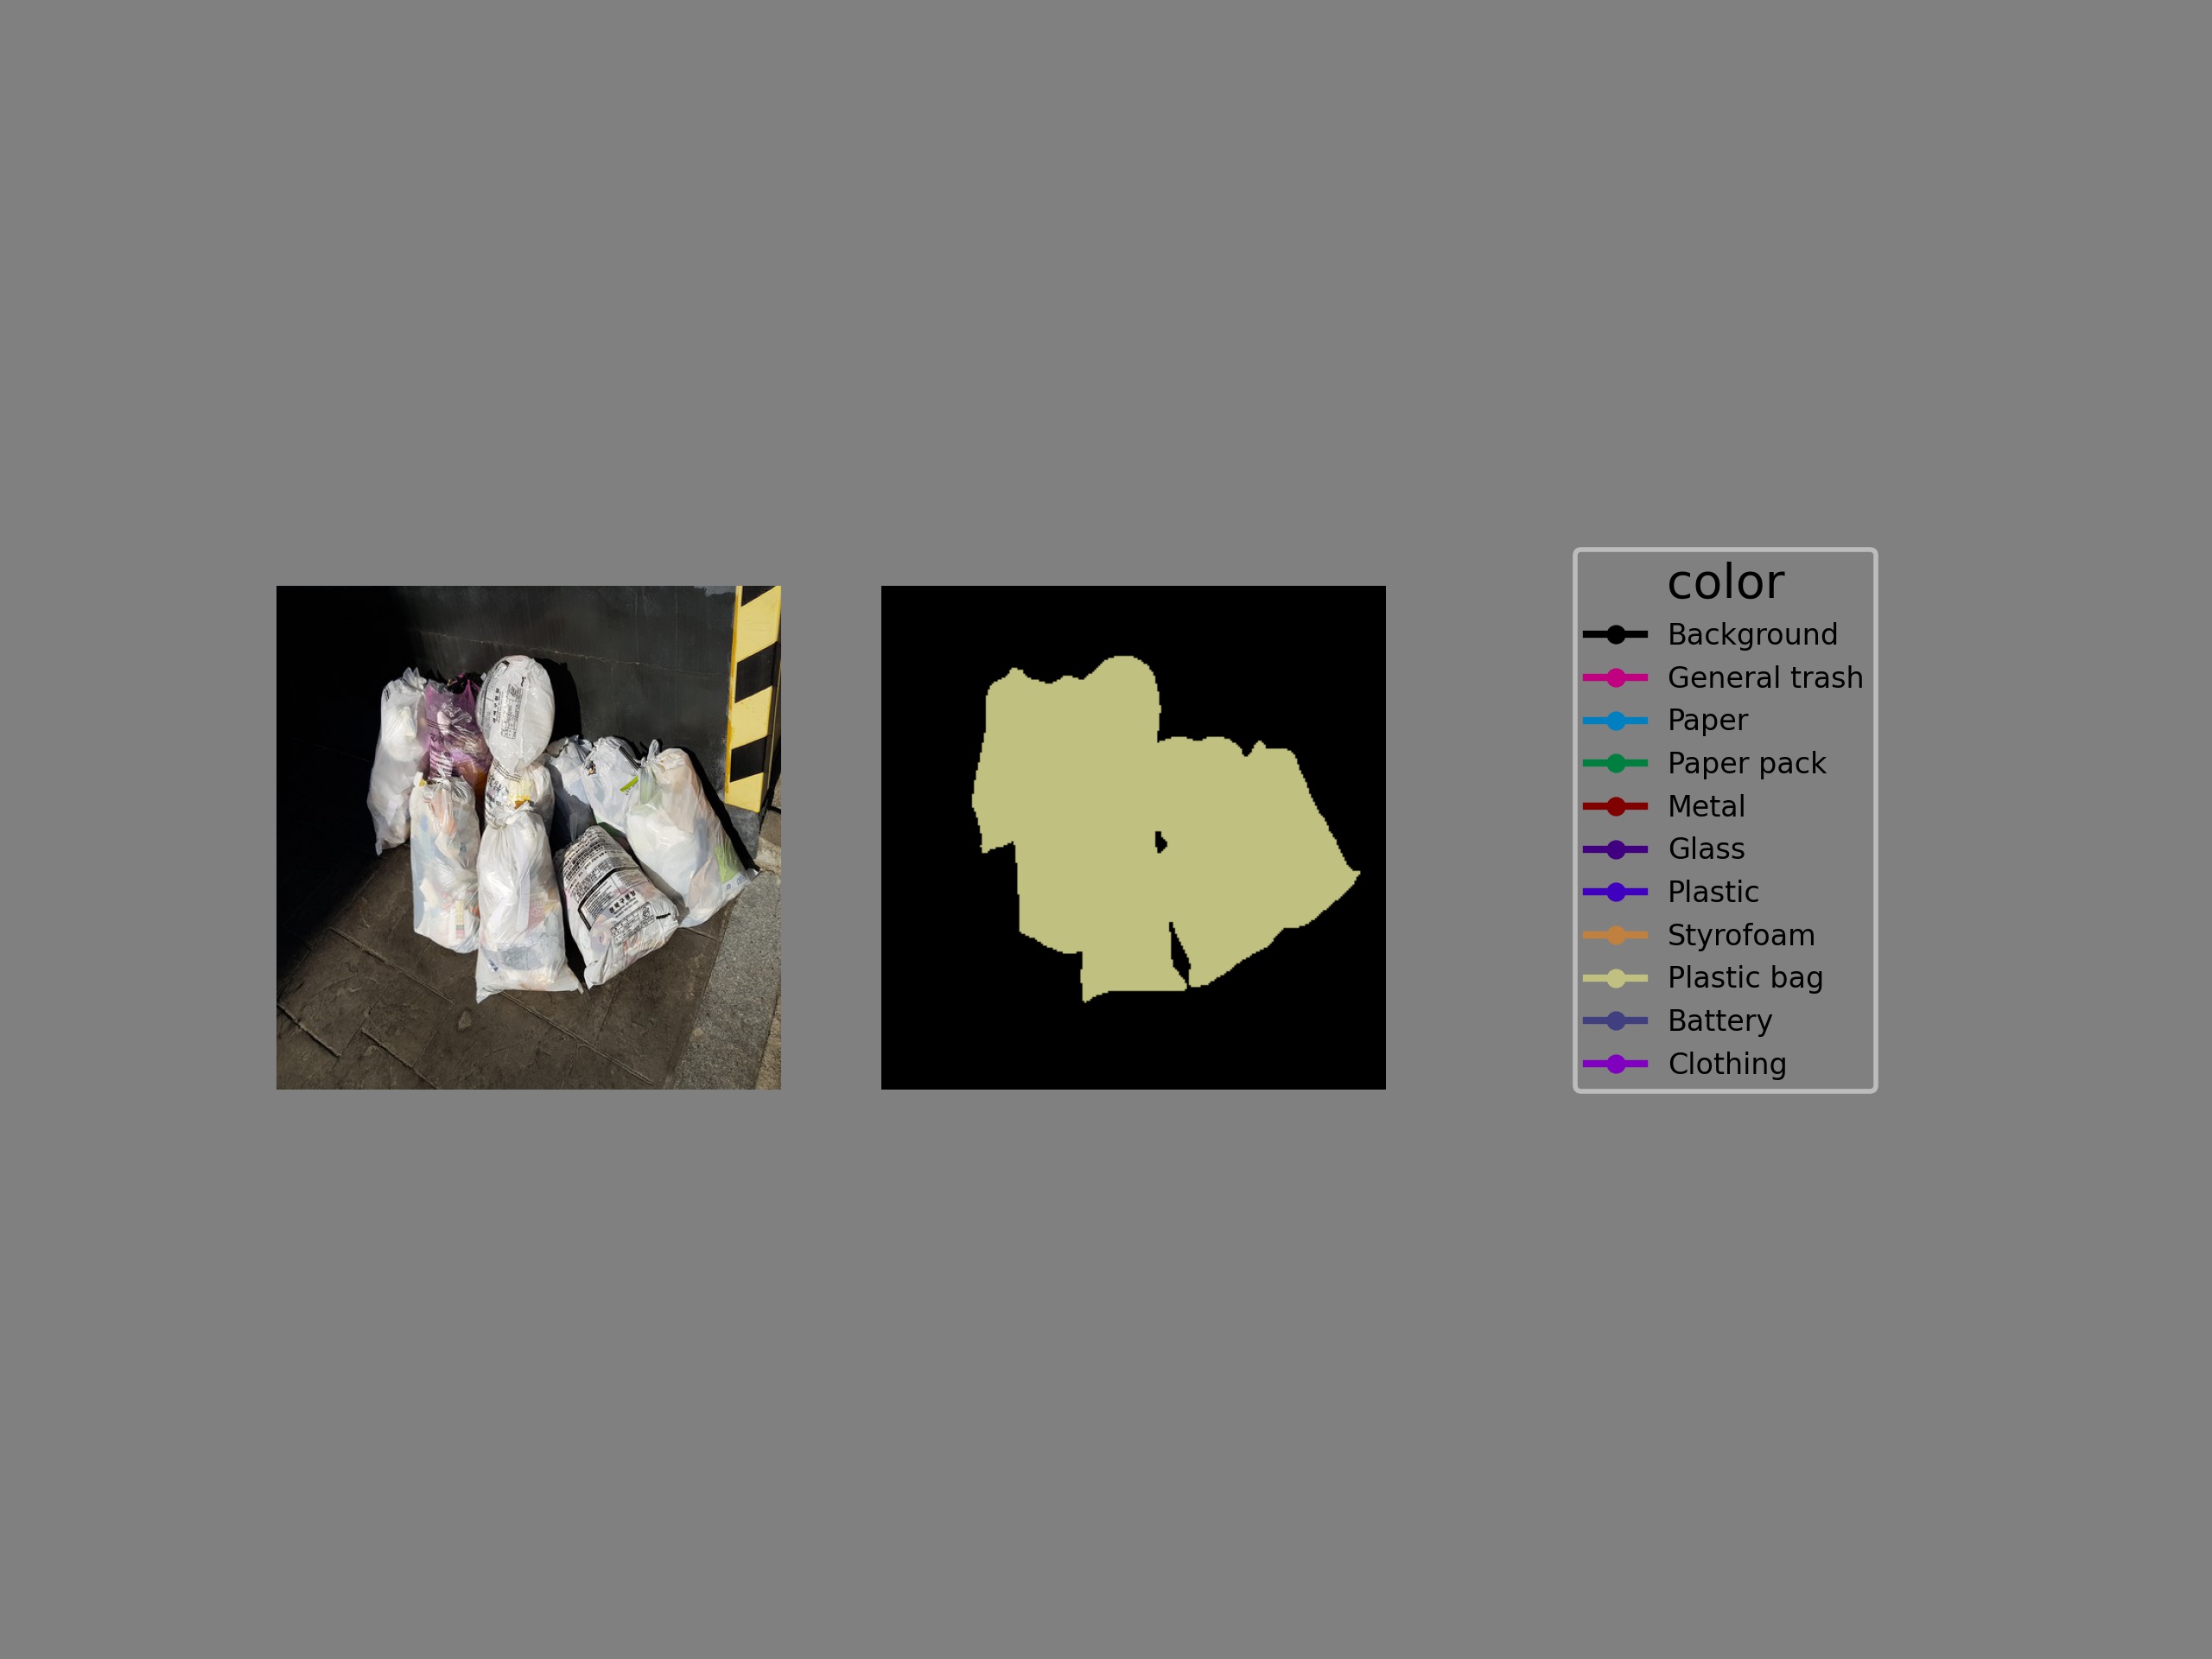 color
Background
General trash
Paper
Paper pack
Metal
Glass
Plastic
Styrofoam
Plastic bag
Battery
Clothing